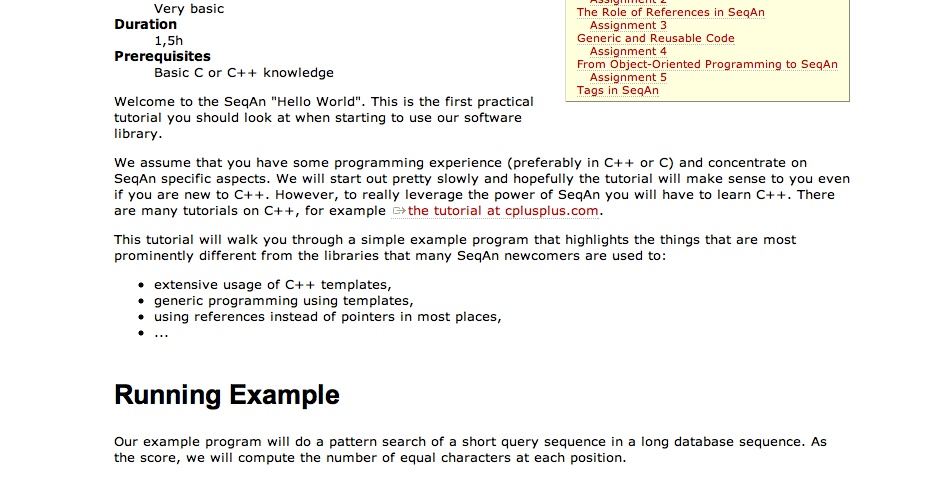 Very basic
Duration
1,5h
Prerequisites
Basic C or C++ knowledge
Assignment 2
The Role of References in SeqAn
Assignment 3
Generic and Reusable Code
Assignment 4
From Object-Oriented Programming to SeqAn
Assignment 5
Tags in SeqAn
Welcome to the SeqAn "Hello World". This is the first practical
tutorial you should look at when starting to use our software
library.
We assume that you have some programming experience (preferably in C++ or C) and concentrate on
SeqAn specific aspects. We will start out pretty slowly and hopefully the tutorial will make sense to you even
if you are new to C++. However, to really leverage the power of SeqAn you will have to learn C++. There
are many tutorials on C++, for example the tutorial at cplusplus.com.
This tutorial will walk you through a simple example program that highlights the things that are most
prominently different from the libraries that many SeqAn newcomers are used to:
• extensive usage of C++ templates,
• generic programming using templates,
• using references instead of pointers in most places,
• ...
Running Example
Our example program will do a pattern search of a short query sequence in a long database sequence. As
the score, we will compute the number of equal characters at each position.